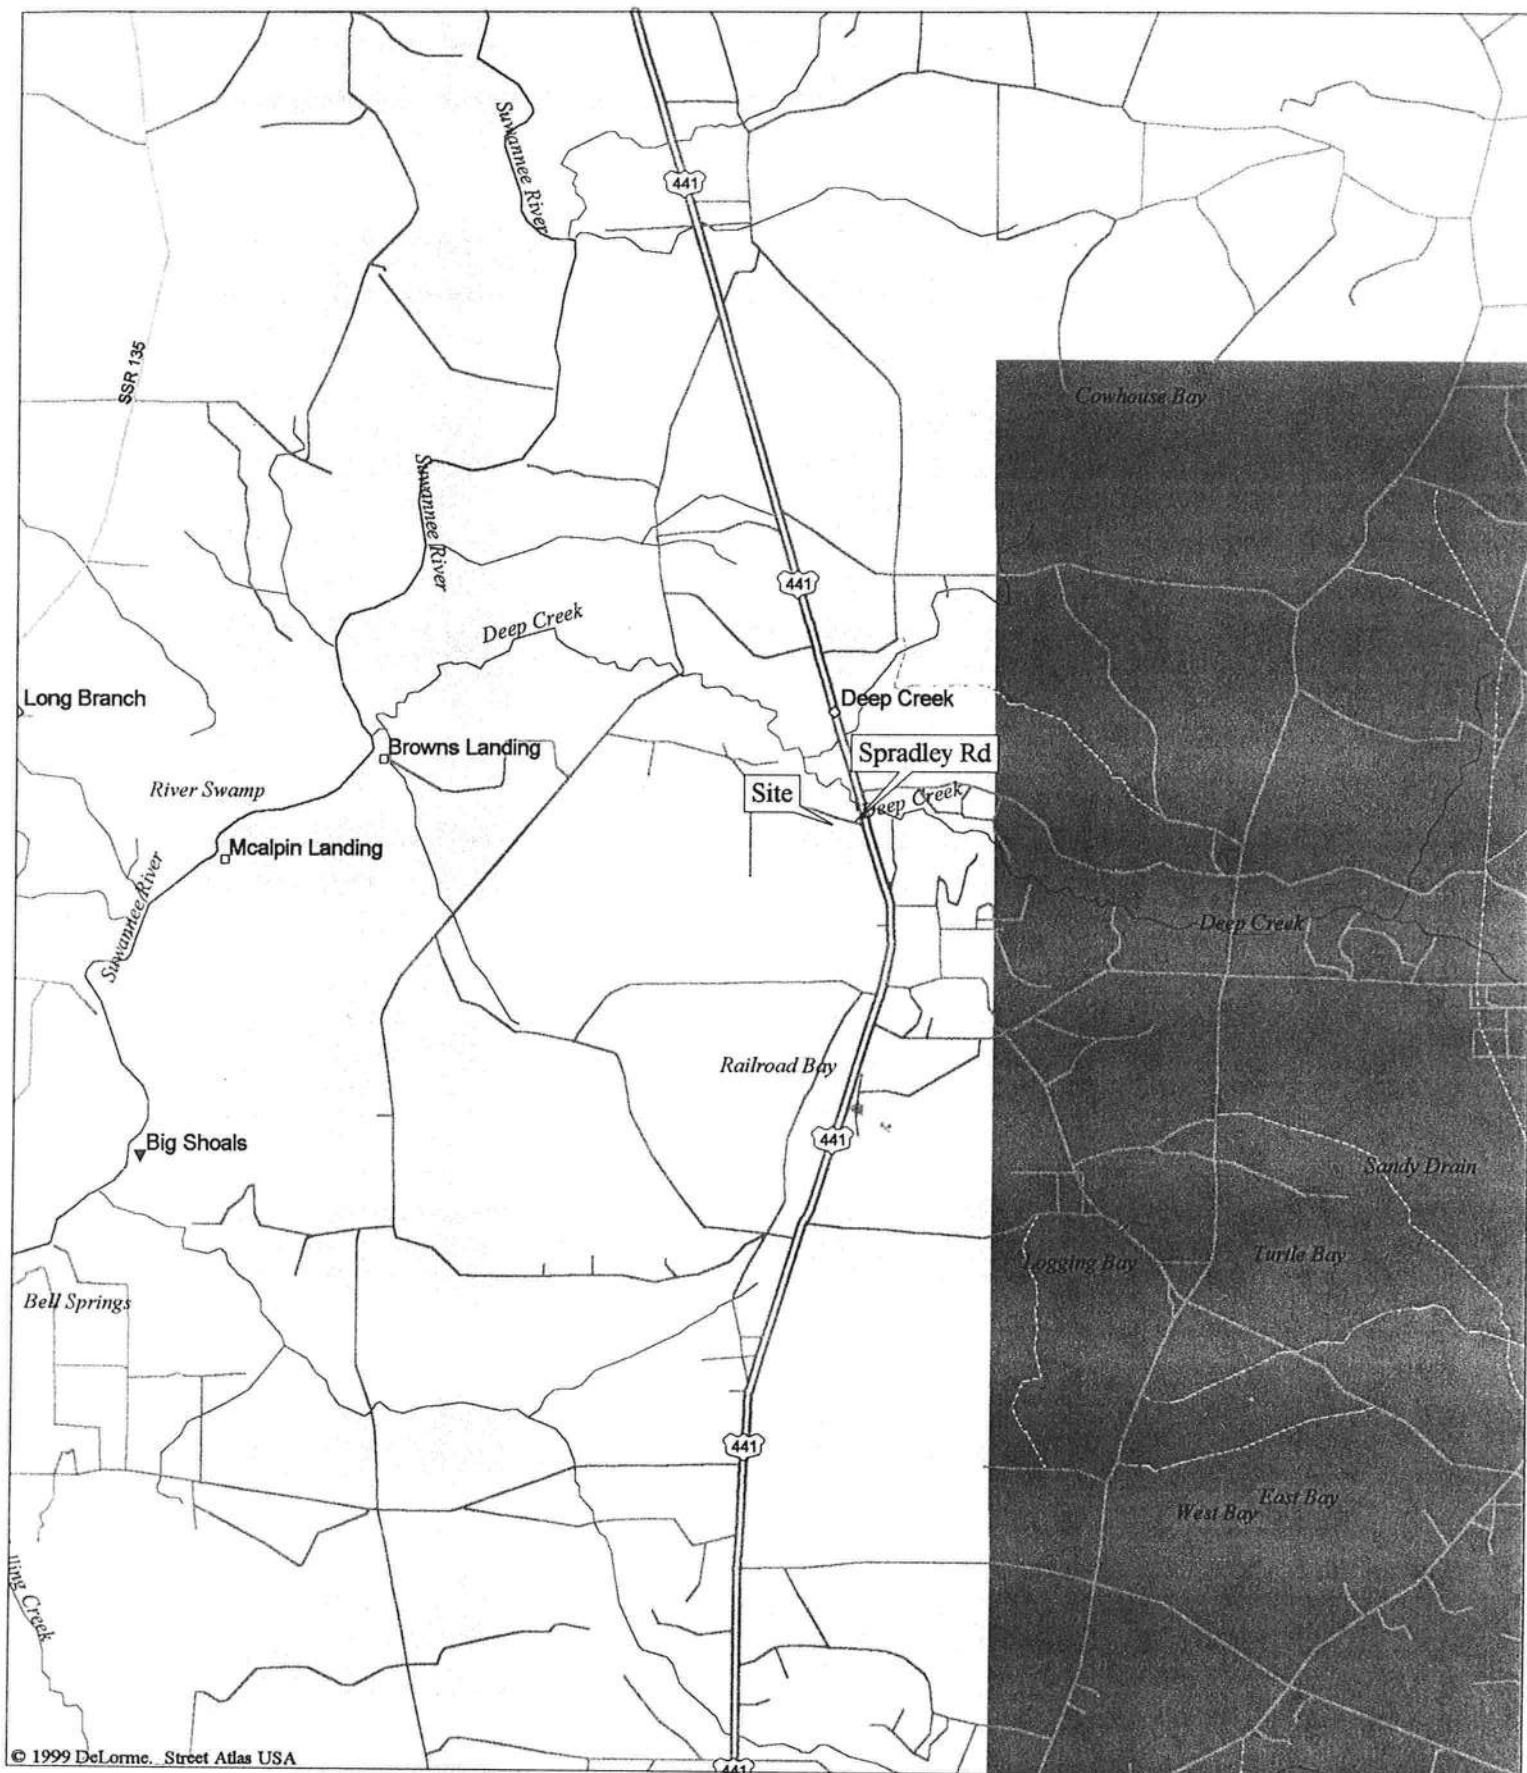 Suwannee River
441
SSR 135
Cowhouse Bay
Suwannee River
441
Deep Creek
Long Branch
Deep Creek
Browns Landing
Spradley Rd
River Swamp
Site
Deep Creek
Mcalpin Landing
Suwannee River
Deep Creek
Railroad Bay
441
Big Shoals
Sandy Drain
Logging Bay
Turtle Bay
Bell Springs
441
East Bay
West Bay
lling Creek
© 1999 DeLorme. Street Atlas USA
441